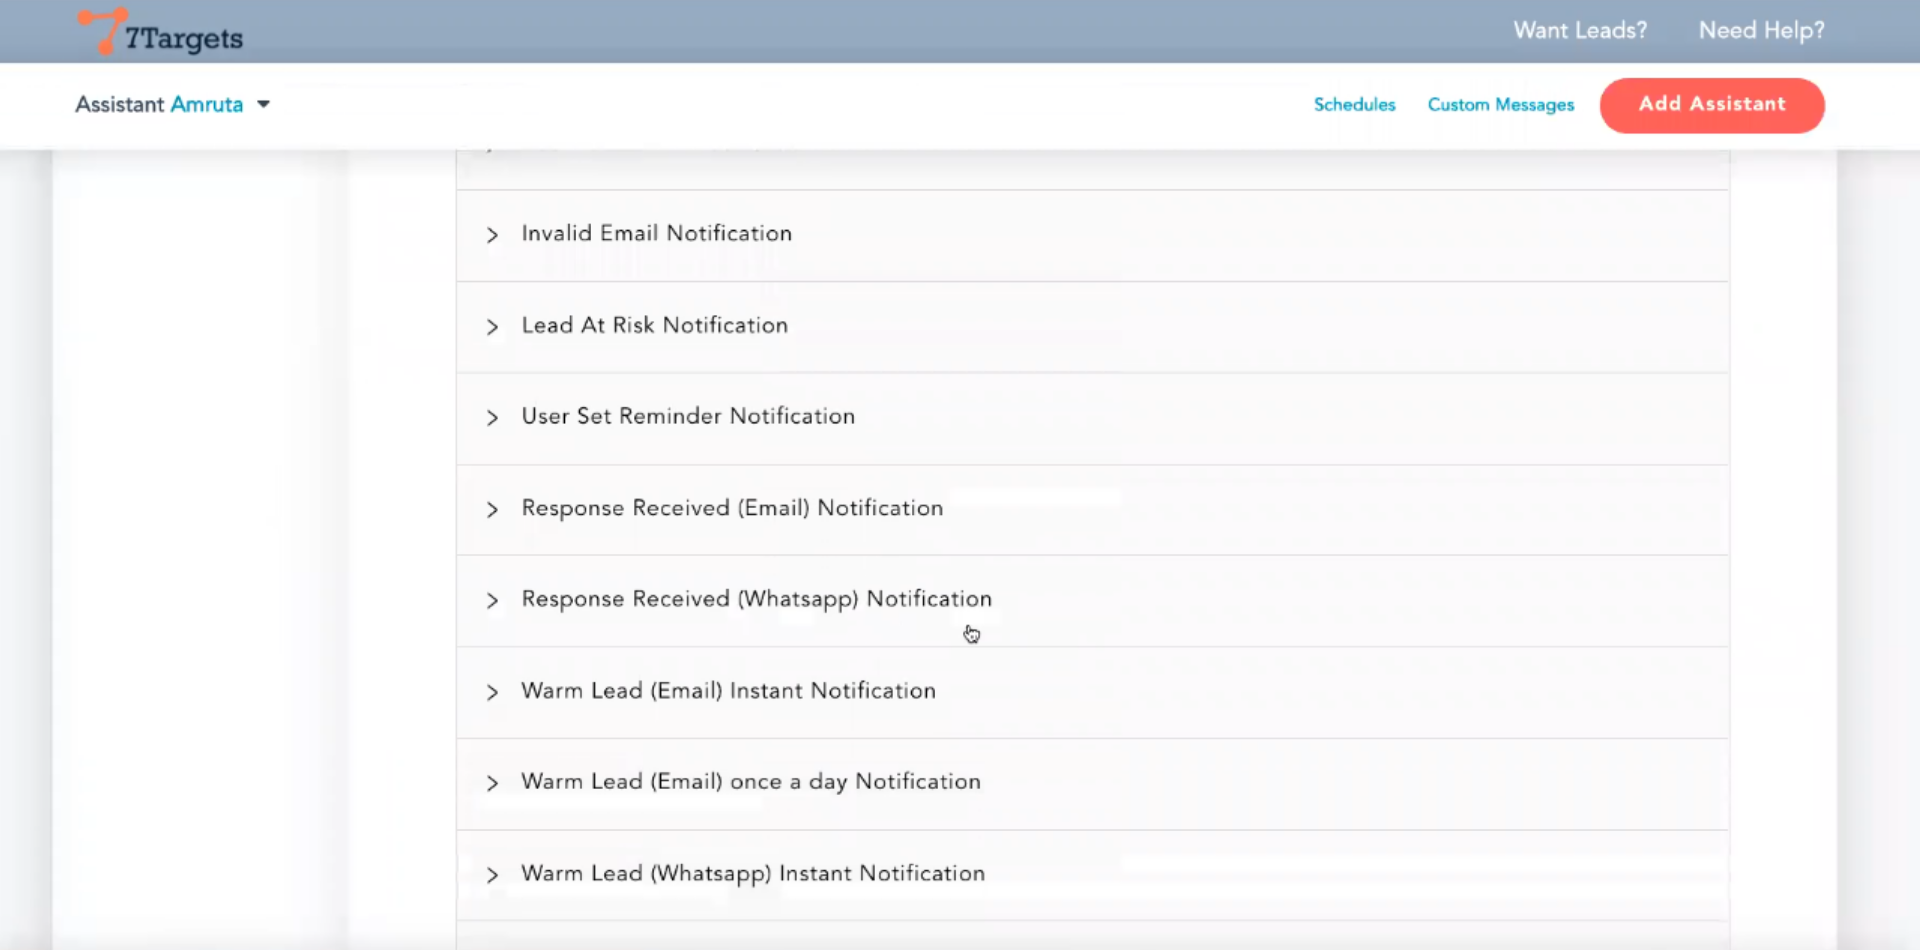 7Targets
Want Leads? Need Help?
Assistant Amruta
Schedules Custom Messages Add Assistant
Invalid Email Notification
Lead At Risk Notification
User Set Reminder Notification
Response Received (Email) Notification
Response Received (Whatsapp) Notification
Warm Lead (Email) Instant Notification
Warm Lead (Email) once a day Notification
Warm Lead (Whatsapp) Instant Notification